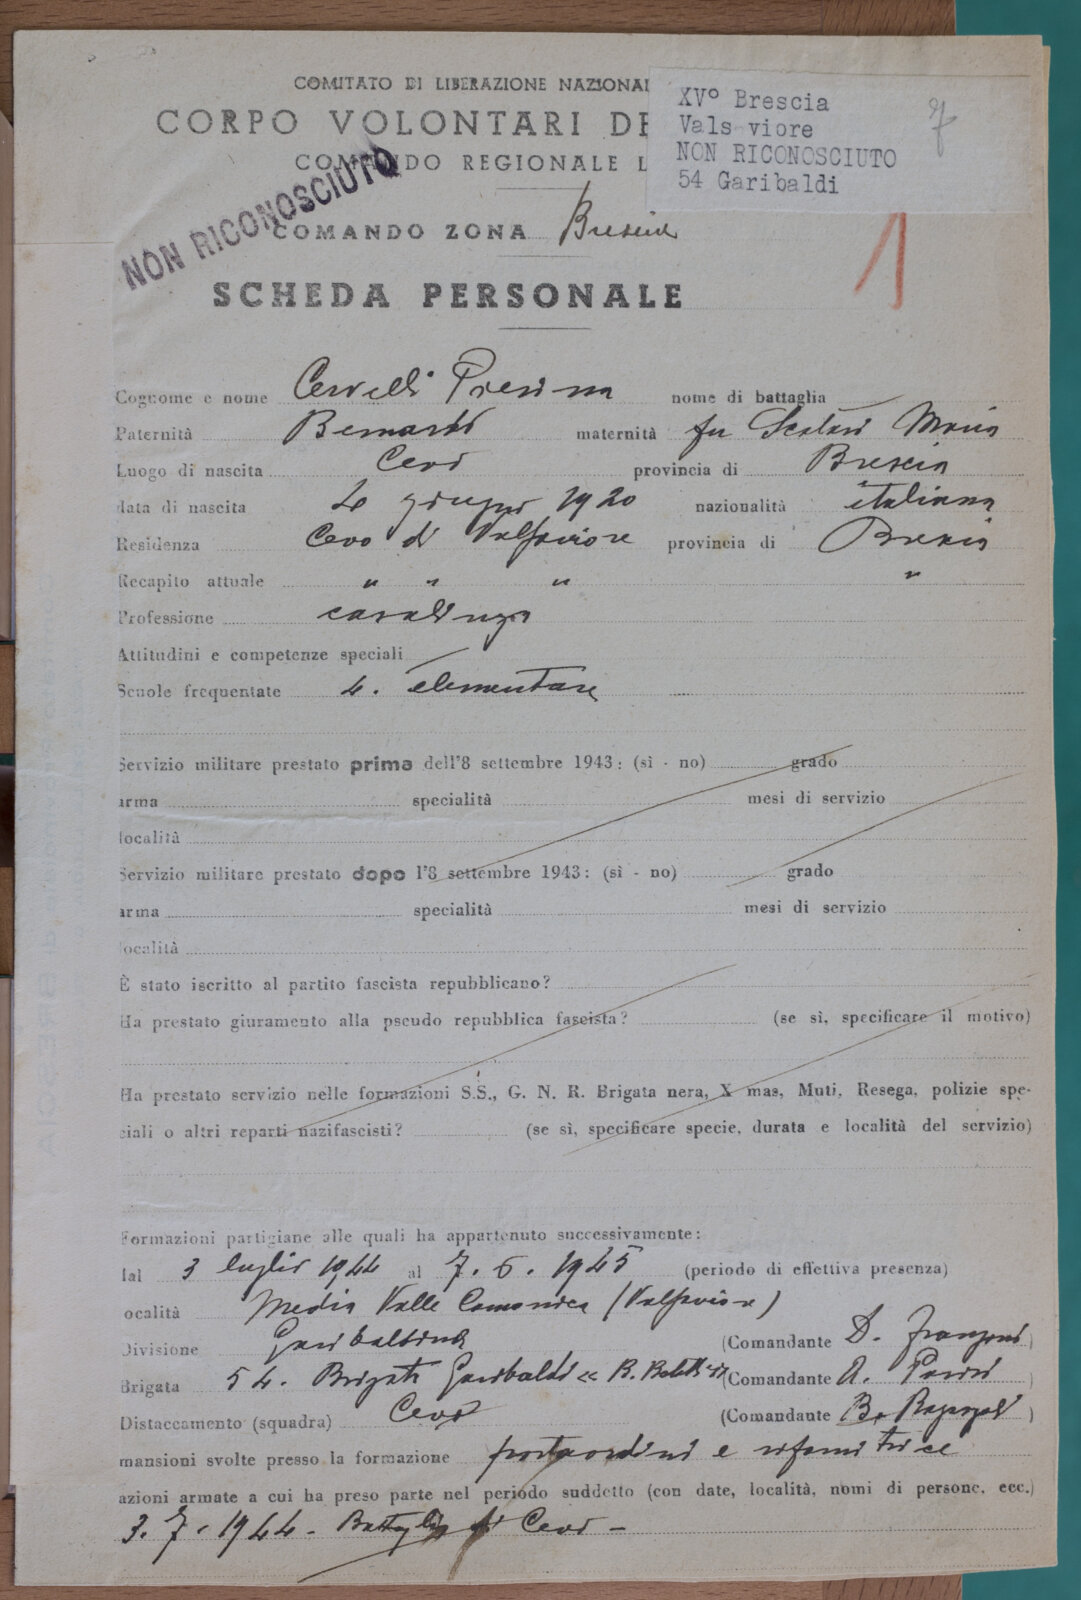 COMITATO DI LIBERAZIONE NAZIONAL
CORPO VOLONTARI DE
COMANDO REGIONALE L
XV° Brescia
Vals viore
NON RICONOSCIUTO
54 Garibaldi
7
NON RICONOSCIUTO
COMANDO ZONA Brescia
1
SCHEDA PERSONALE
Cognome e nome Cervelli nome di battaglia
Paternità maternità fu Scolari Maria
Luogo di nascita Cevo provincia di Brescia
data di nascita 4 giugno 1920 nazionalità italiana
Residenza Cevo di Valsaviore provincia di Brescia
Recapito attuale " " " "
Professione casalinga
Attitudini e competenze speciali
Scuole frequentate 4. elementare
Servizio militare prestato prima dell'8 settembre 1943: (sì - no) grado
arma specialità mesi di servizio
località
Servizio militare prestato dopo l'8 settembre 1943: (sì - no) grado
arma specialità mesi di servizio
località
È stato iscritto al partito fascista repubblicano?
Ha prestato giuramento alla pseudo repubblica fascista? (se sì, specificare il motivo)
Ha prestato servizio nelle formazioni S.S., G. N. R. Brigata nera, X mas, Muti, Resega, polizie spe-
ciali o altri reparti nazifascisti? (se sì, specificare specie, durata e località del servizio)
Formazioni partigiane alle quali ha appartenuto successivamente:
dal 3 luglio 1944 al 7. 6. 1945 (periodo di effettiva presenza)
ocalità Media Valle Camonica (Valsaviore)
Divisione Garibaldina (Comandante D. Franzoni)
Brigata 54. Brigata Garibaldi « B. (Comandante A. Parisi)
Distaccamento (squadra) Cevo (Comandante B.)
mansioni svolte presso la formazione portaordini e rifornitrice
azioni armate a cui ha preso parte nel periodo suddetto (con date, località, nomi di persone, ecc.)
3. 7. 1944 - Battaglia di Cevo -